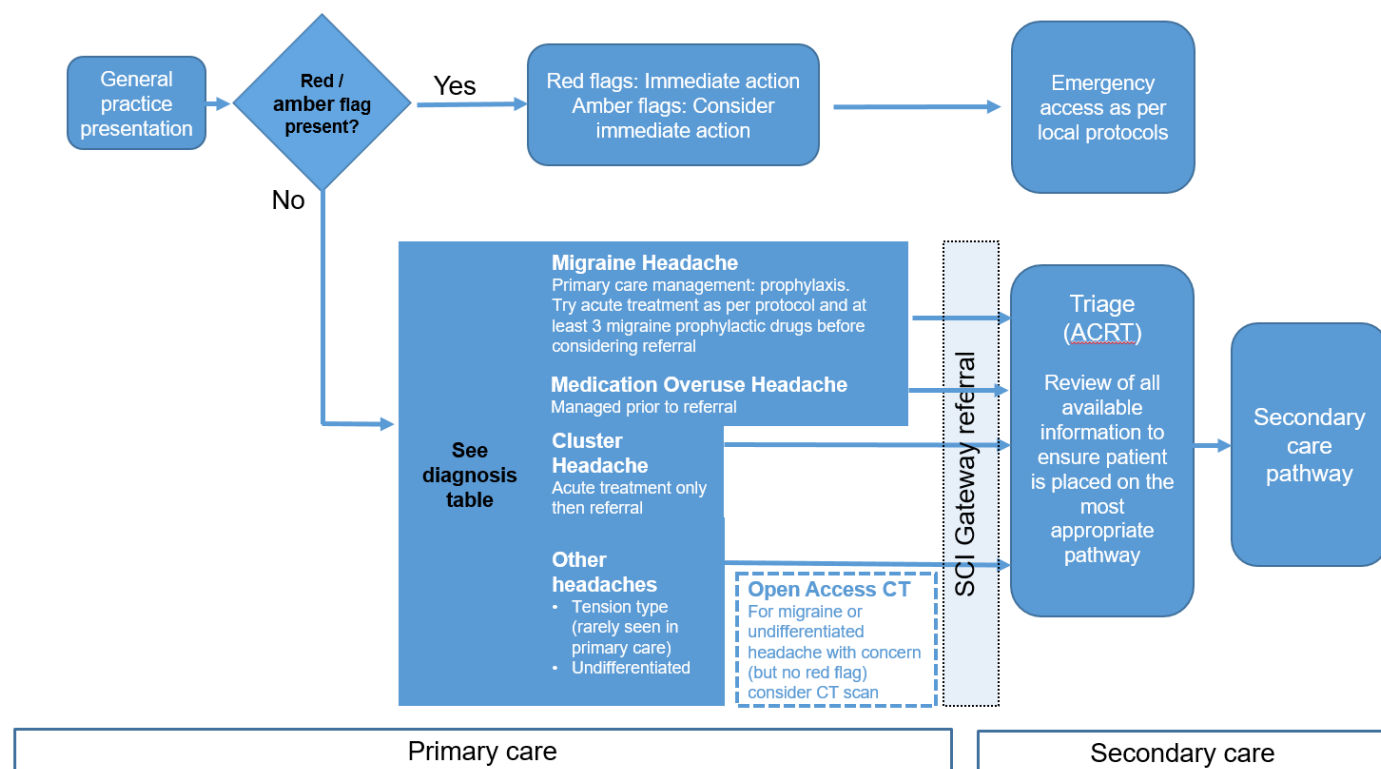 General
practice
presentation
Red /
amber flag
present?
Yes
No
Red flags: Immediate action
Amber flags: Consider
immediate action
Emergency
access as per
local protocols
See
diagnosis
table
Migraine Headache
Primary care management: prophylaxis.
Try acute treatment as per protocol and at
least 3 migraine prophylactic drugs before
considering referral
Medication Overuse Headache
Managed prior to referral
Cluster
Headache
Acute treatment only
then referral
Other
headaches
• Tension type
(rarely seen in
primary care)
• Undifferentiated
Open Access CT
For migraine or
undifferentiated
headache with concern
(but no red flag)
consider CT scan
SCI Gateway referral
Triage
(ACRT)
Review of all
available
information to
ensure patient
is placed on the
most
appropriate
pathway
Secondary
care
pathway
Primary care
Secondary care